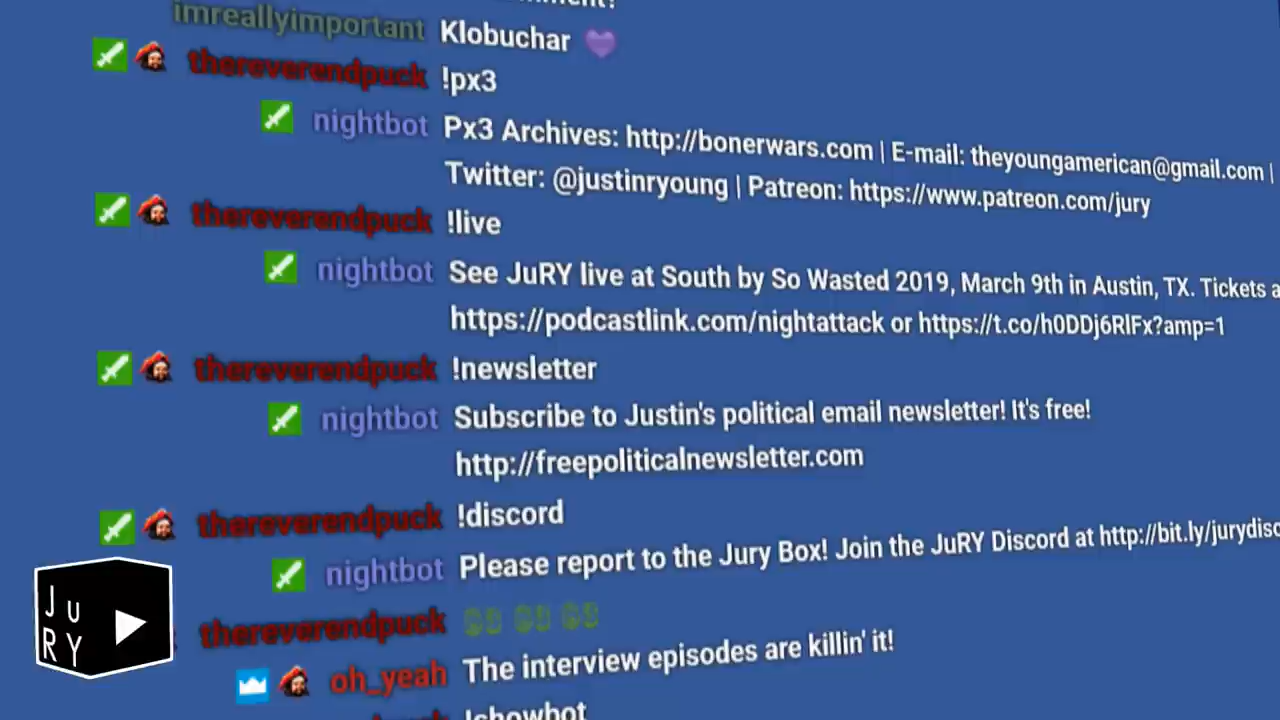 imreallyimportant Klobuchar
thereverendpuck !px3
nightbot Px3 Archives: http://bonerwars.com | E-mail: theyoungamerican@gmail.com |
Twitter: @justinryoung | Patreon: https://www.patreon.com/jury
thereverendpuck !live
nightbot See JuRY live at South by So Wasted 2019, March 9th in Austin, TX. Tickets a
https://podcastlink.com/nightattack or https://t.co/h0DDj6RlFx?amp=1
thereverendpuck !newsletter
nightbot Subscribe to Justin's political email newsletter! It's free!
http://freepoliticalnewsletter.com
thereverendpuck !discord
nightbot Please report to the Jury Box! Join the JuRY Discord at http://bit.ly/jurydisc
thereverendpuck
oh_yeah The interview episodes are killin' it!
!showbot
JU
RY